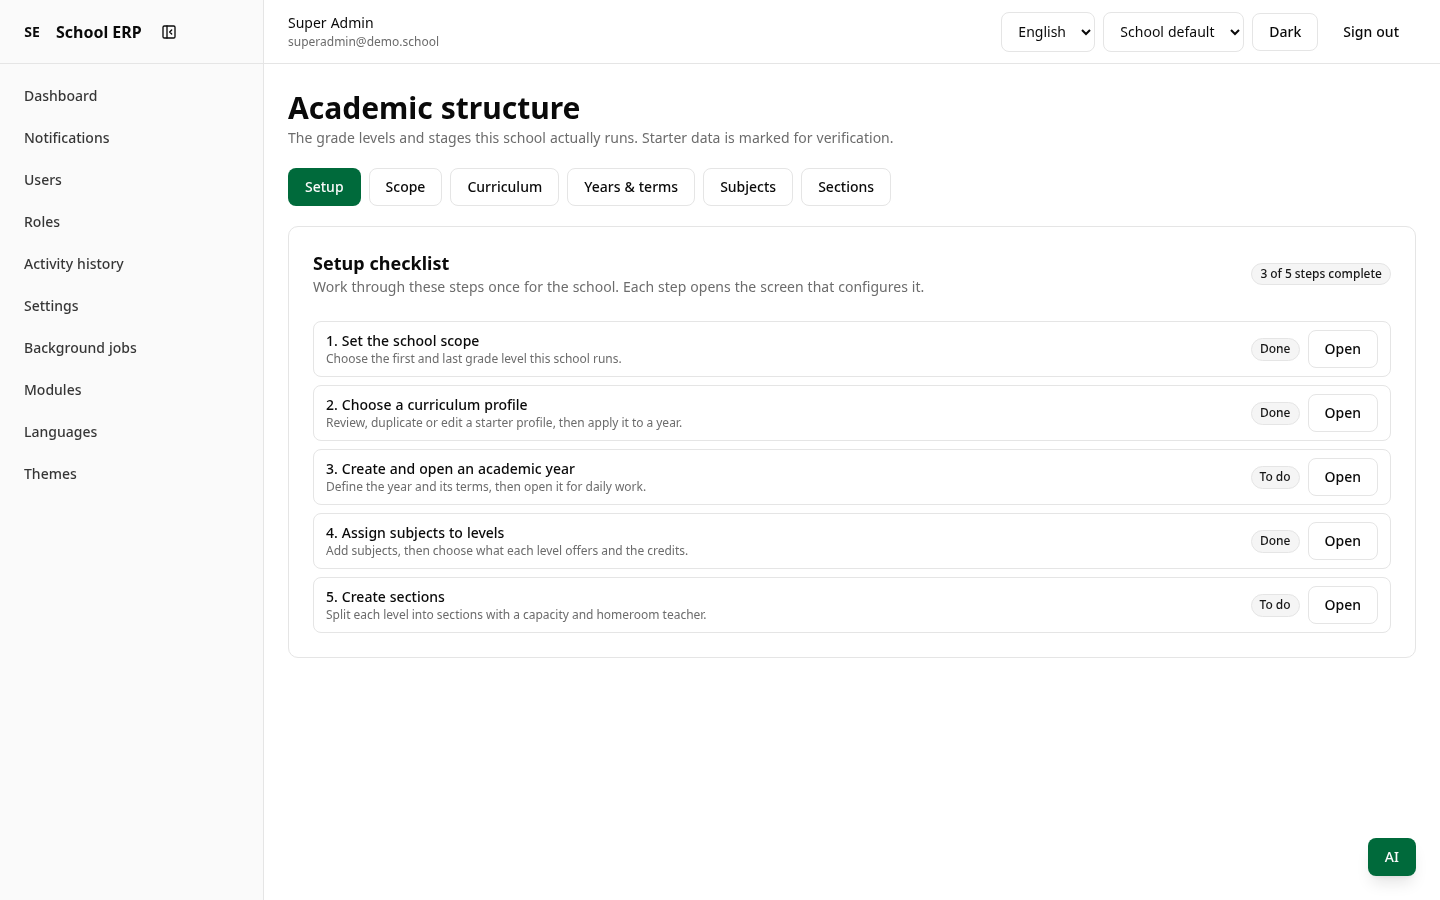 SE School ERP
Super Admin
superadmin@demo.school
English
School default
Dark
Sign out
Dashboard
Notifications
Users
Roles
Activity history
Settings
Background jobs
Modules
Languages
Themes
Academic structure
The grade levels and stages this school actually runs. Starter data is marked for verification.
Setup
Scope
Curriculum
Years & terms
Subjects
Sections
Setup checklist
Work through these steps once for the school. Each step opens the screen that configures it.
3 of 5 steps complete
1. Set the school scope
Choose the first and last grade level this school runs.
Done
Open
2. Choose a curriculum profile
Review, duplicate or edit a starter profile, then apply it to a year.
Done
Open
3. Create and open an academic year
Define the year and its terms, then open it for daily work.
To do
Open
4. Assign subjects to levels
Add subjects, then choose what each level offers and the credits.
Done
Open
5. Create sections
Split each level into sections with a capacity and homeroom teacher.
To do
Open
AI